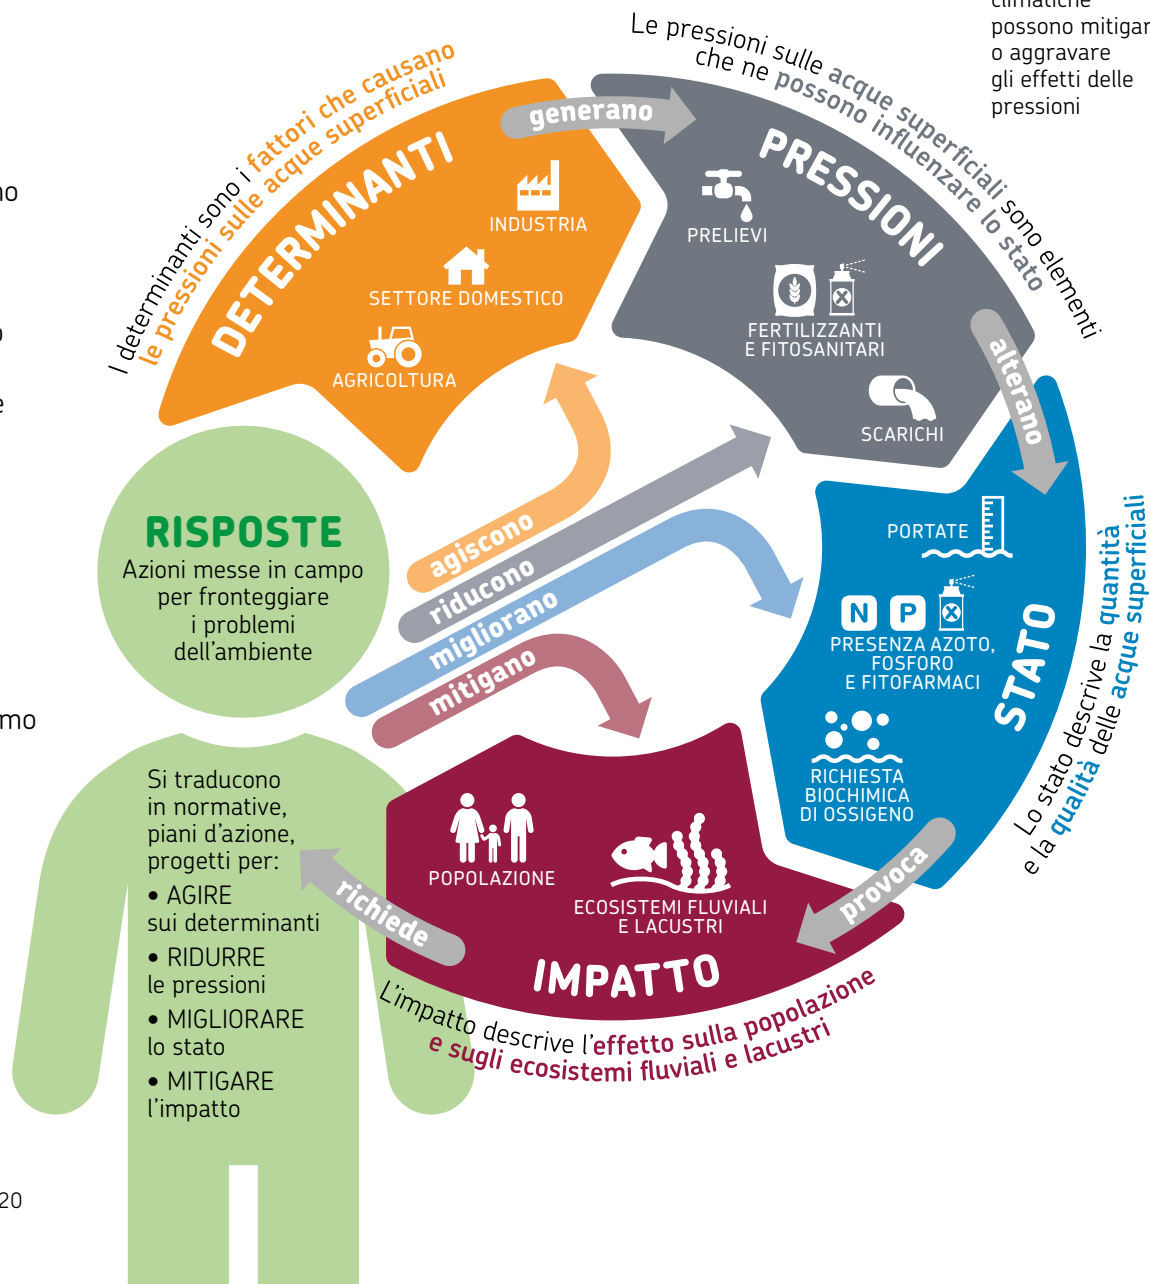 climatiche
possono mitigar
o aggravare
gli effetti delle
pressioni
I determinanti sono i fattori che causano
le pressioni sulle acque superficiali
DETERMINANTI
INDUSTRIA
SETTORE DOMESTICO
AGRICOLTURA
generano
Le pressioni sulle acque superficiali sono elementi
che ne possono influenzare lo stato
PRESSIONI
PRELIEVI
FERTILIZZANTI
E FITOSANITARI
SCARICHI
alterano
STATO
PORTATE
N P
PRESENZA AZOTO,
FOSFORO
E FITOFARMACI
RICHIESTA
BIOCHIMICA
DI OSSIGENO
Lo stato descrive la quantità
e la qualità delle acque superficiali
provoca
POPOLAZIONE
ECOSISTEMI FLUVIALI
E LACUSTRI
IMPATTO
L'impatto descrive l'effetto sulla popolazione
e sugli ecosistemi fluviali e lacustri
richiede
RISPOSTE
Azioni messe in campo
per fronteggiare
i problemi
dell'ambiente
agiscono
riducono
migliorano
mitigano
Si traducono
in normative,
piani d'azione,
progetti per:
• AGIRE
sui determinanti
• RIDURRE
le pressioni
• MIGLIORARE
lo stato
• MITIGARE
l'impatto
20